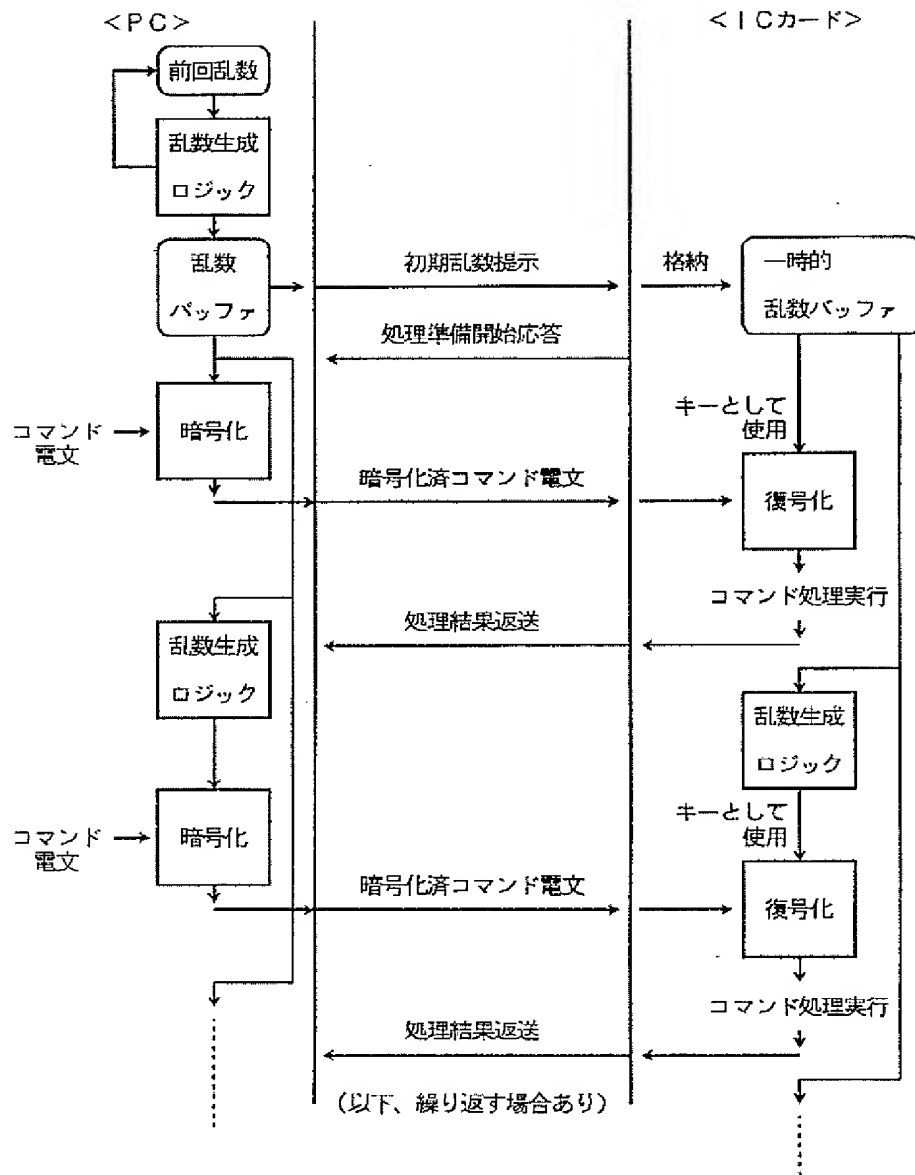 ＜ＰＣ＞
＜ＩＣカード＞
前回乱数
乱数生成
ロジック
乱数
バッファ
初期乱数提示
格納
一時的
乱数バッファ
処理準備開始応答
コマンド
電文
暗号化
キーとして
使用
暗号化済コマンド電文
復号化
コマンド処理実行
処理結果返送
乱数生成
ロジック
乱数生成
ロジック
コマンド
電文
暗号化
キーとして
使用
暗号化済コマンド電文
復号化
コマンド処理実行
処理結果返送
（以下、繰り返す場合あり）